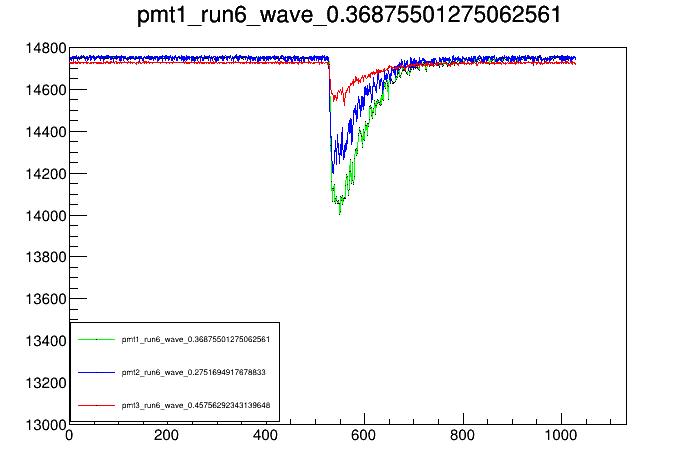 pmt1_run6_wave_0.36875501275062561
14800
14600
14400
14200
14000
13800
13600
13400
13200
13000
pmt1_run6_wave_0.36875501275062561
pmt2_run6_wave_0.2751694917678833
pmt3_run6_wave_0.45756292343139648
0 200 400 600 800 1000